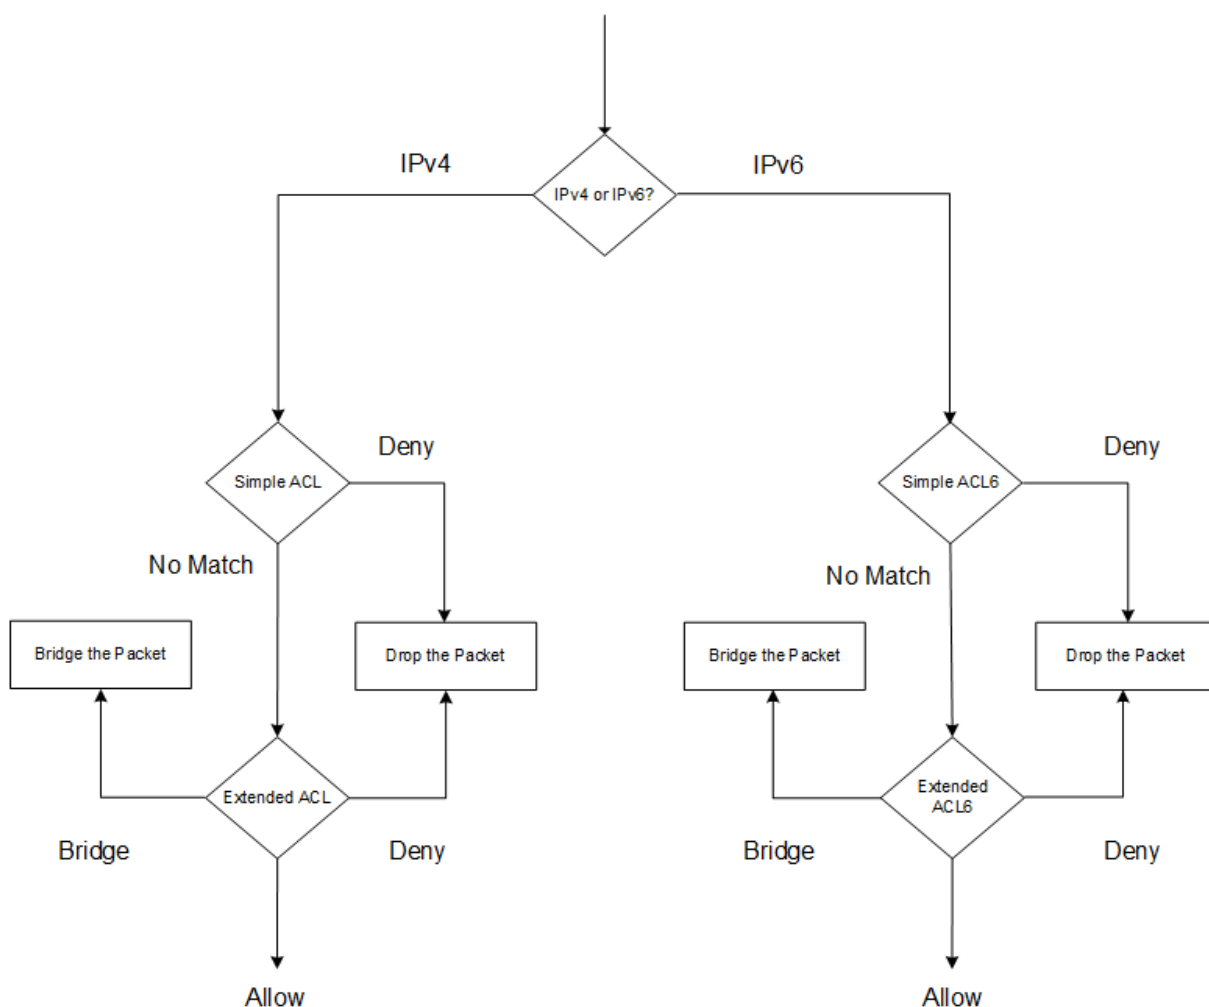 IPv4
IPv6
IPv4 or IPv6?
Deny
Deny
Simple ACL
Simple ACL6
No Match
No Match
Bridge the Packet
Drop the Packet
Bridge the Packet
Drop the Packet
Extended ACL
Extended
ACL6
Bridge
Deny
Bridge
Deny
Allow
Allow